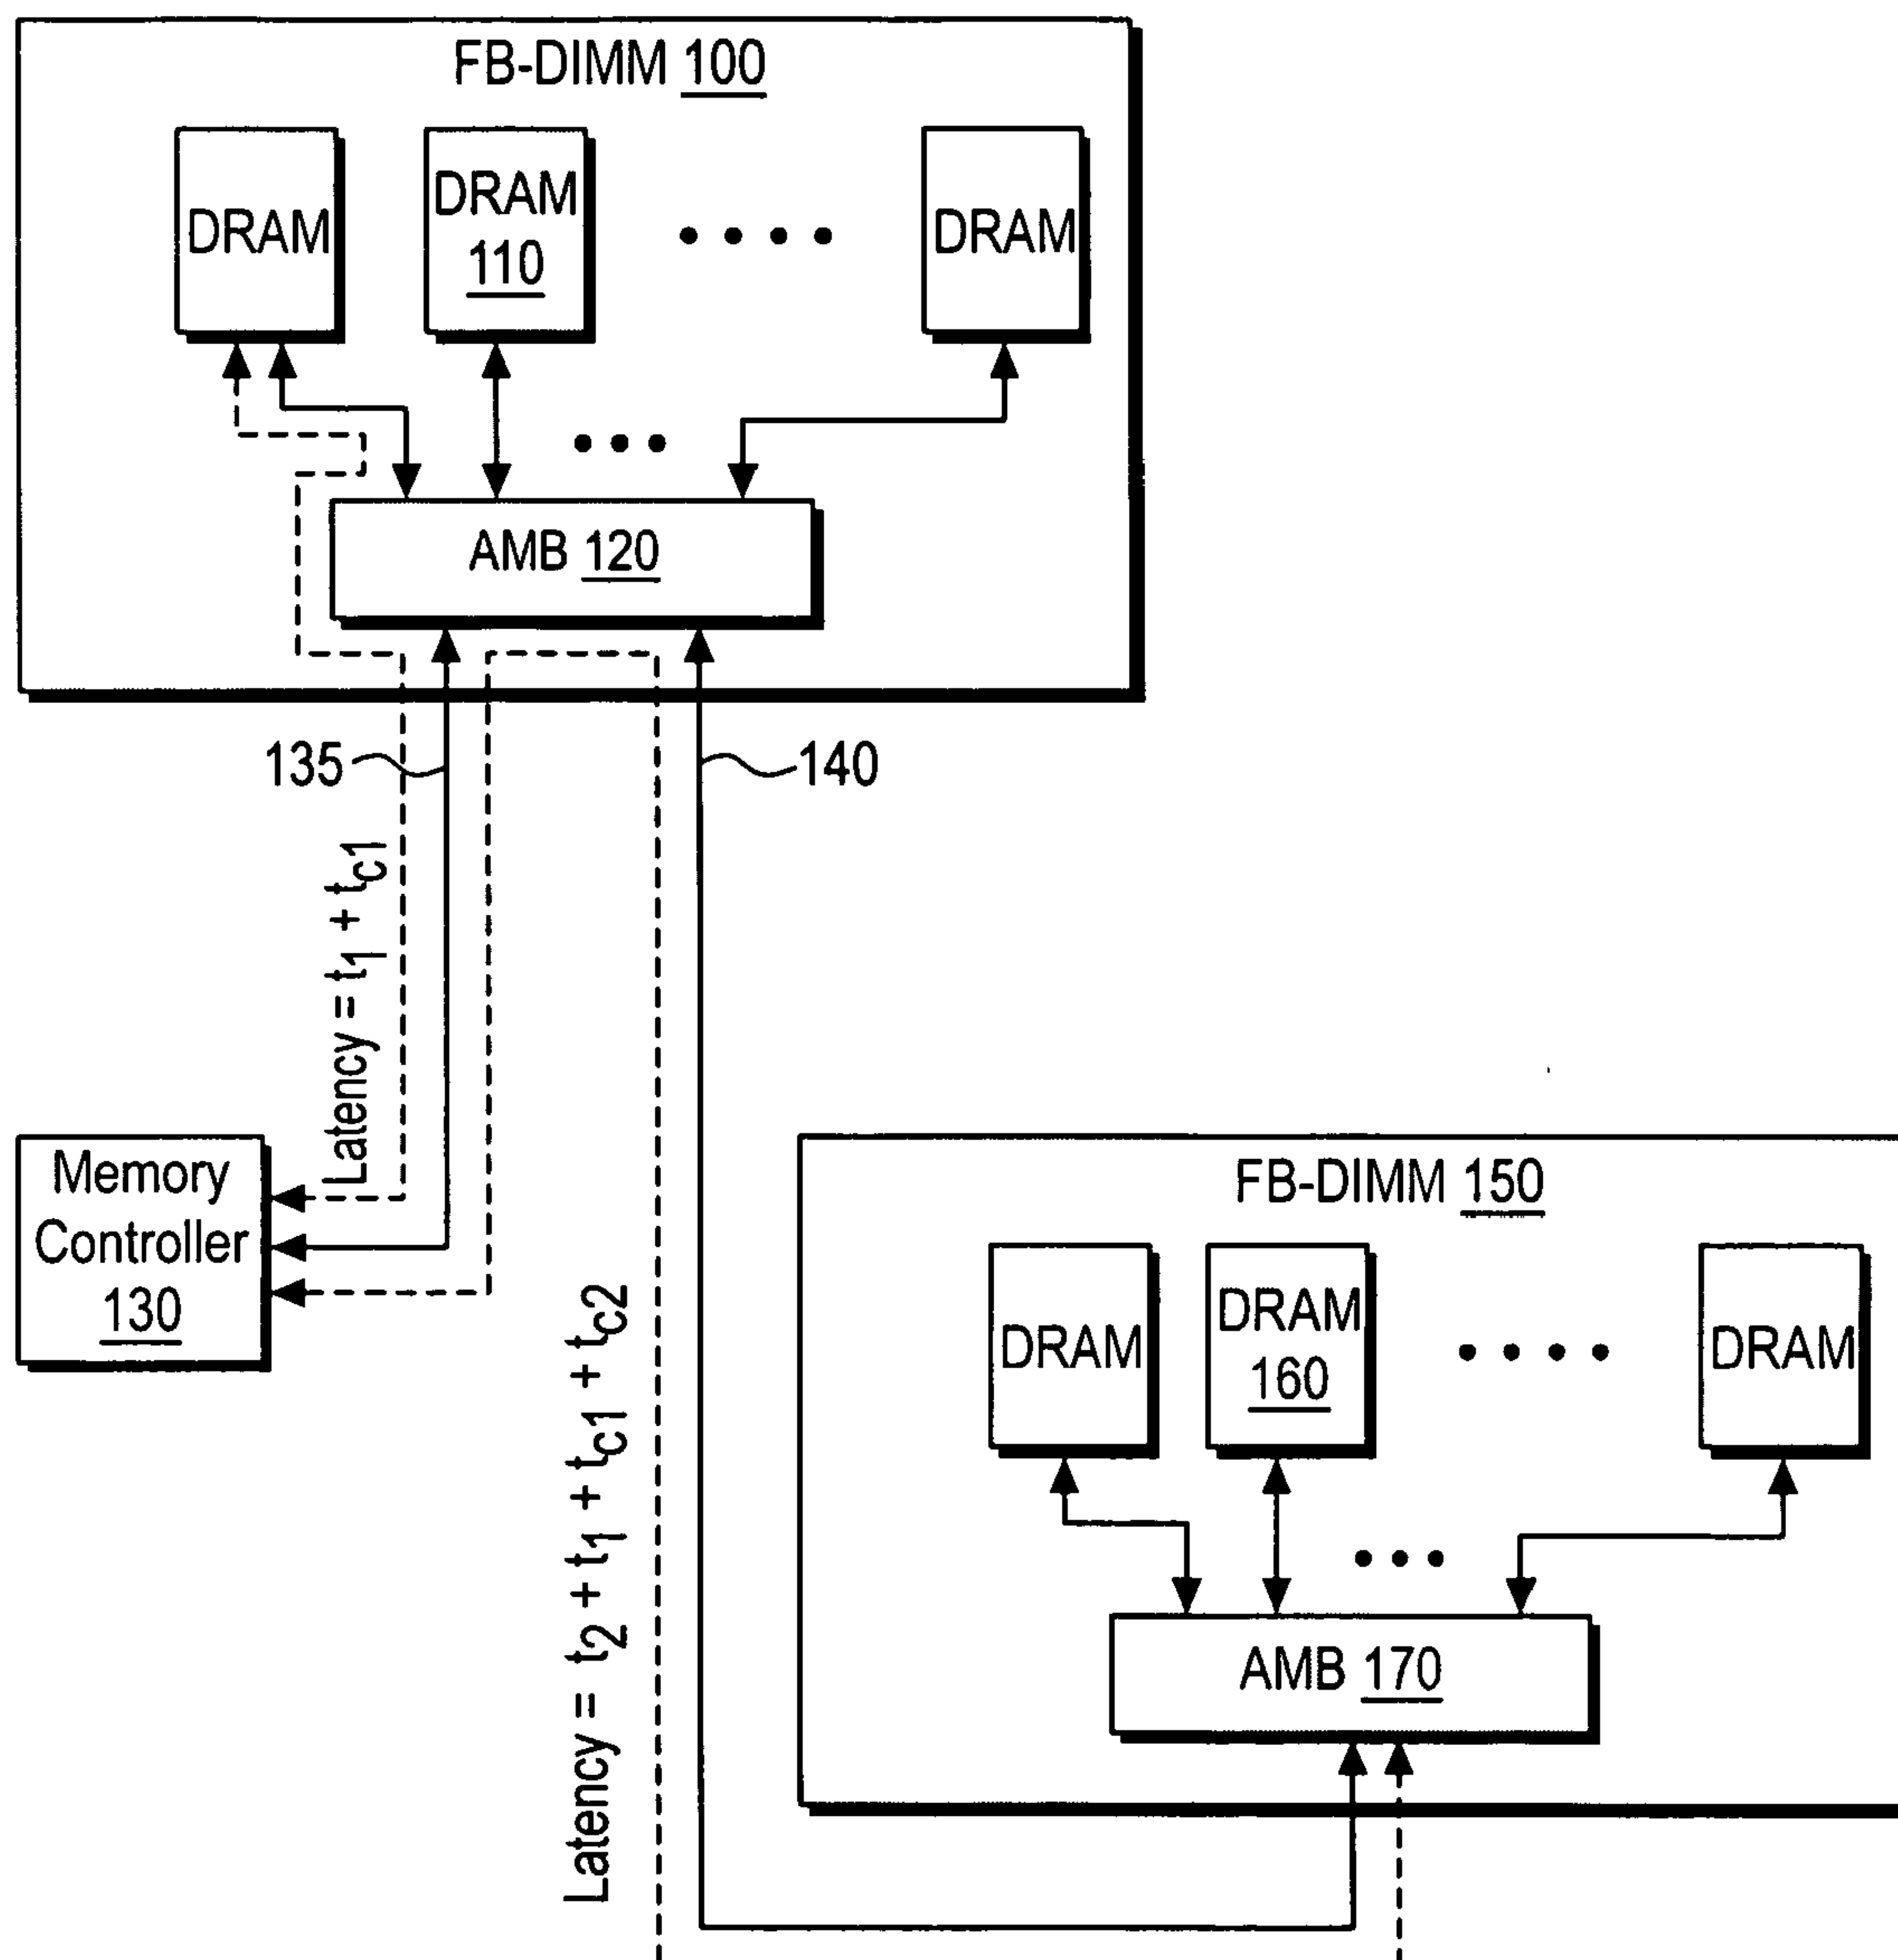 FB-DIMM 100
DRAM
DRAM
110
DRAM
AMB 120
135
140
Latency = t1 + tc1
Memory
Controller
130
Latency = t2 + t1 + tc1 + tc2
FB-DIMM 150
DRAM
DRAM
160
DRAM
AMB 170